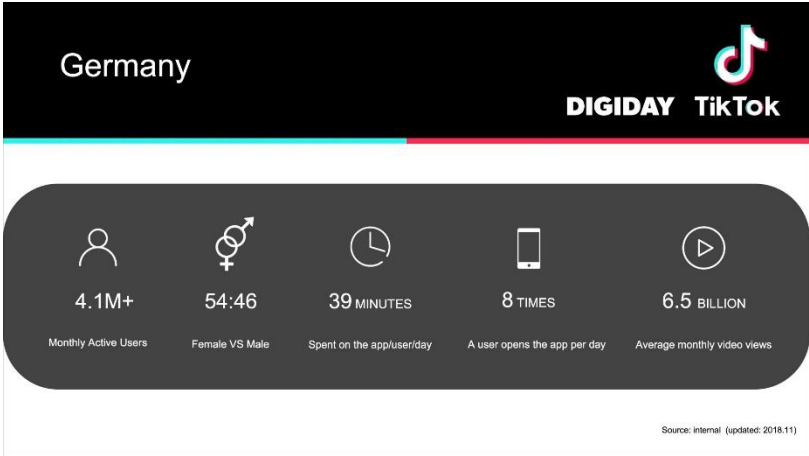 Germany
DIGIDAY TikTok
4.1M+
Monthly Active Users
54:46
Female VS Male
39 MINUTES
Spent on the app/user/day
8 TIMES
A user opens the app per day
6.5 BILLION
Average monthly video views
Source: internal (updated: 2018.11)